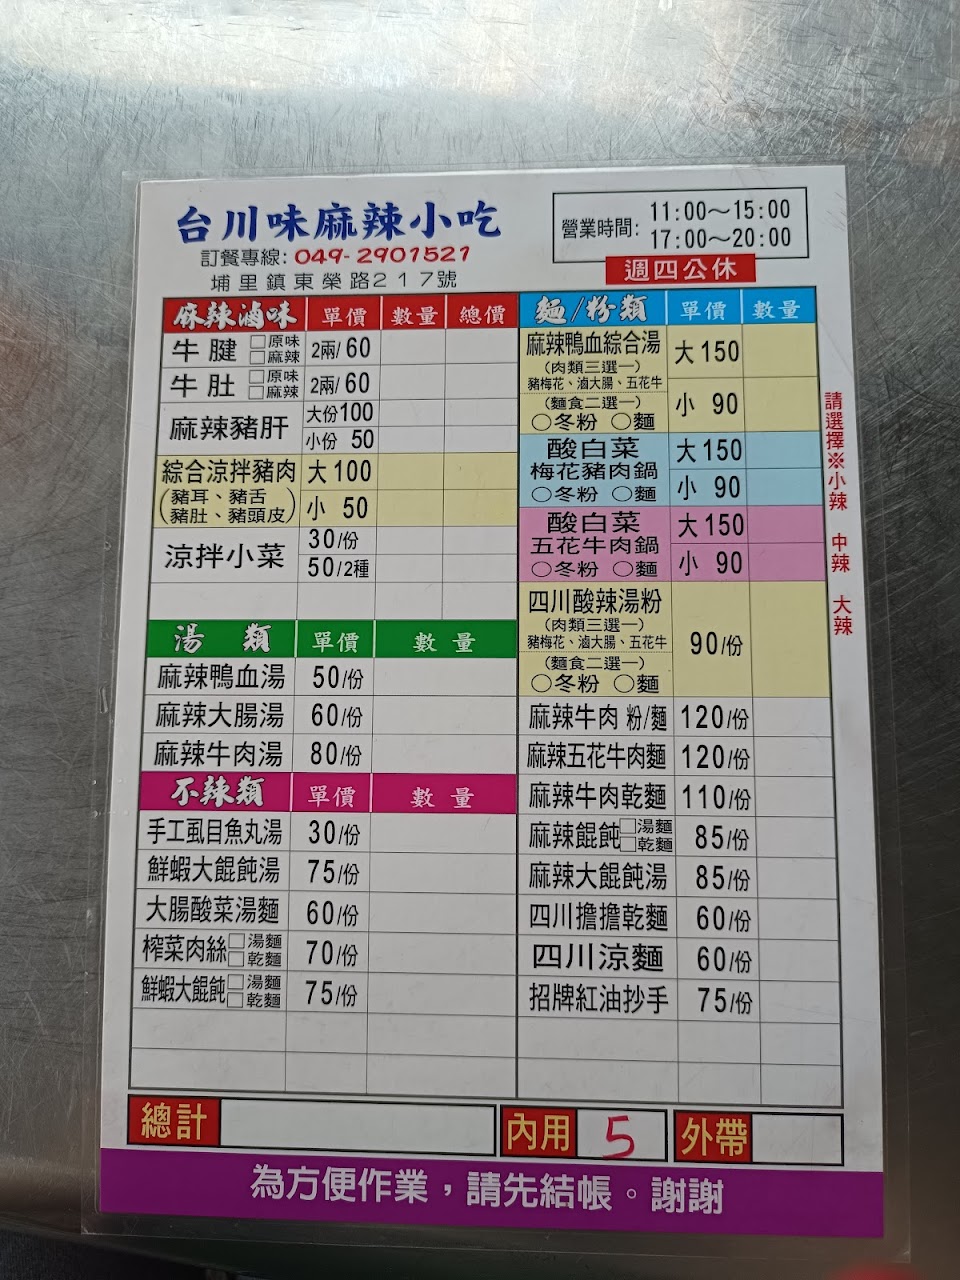 台川味麻辣小吃
訂餐專線: 049-2901521
埔里鎮東榮路217號
營業時間: 11:00～15:00
17:00～20:00
週四公休
麻辣滷味 單價 數量 總價
牛腱 □原味 □麻辣 2兩/60
牛肚 □原味 □麻辣 2兩/60
麻辣豬肝 大份100
小份 50
綜合涼拌豬肉 大100
(豬耳、豬舌
豬肚、豬頭皮) 小 50
涼拌小菜 30/份
50/2種
湯 類 單價 數量
麻辣鴨血湯 50/份
麻辣大腸湯 60/份
麻辣牛肉湯 80/份
不辣類 單價 數量
手工虱目魚丸湯 30/份
鮮蝦大餛飩湯 75/份
大腸酸菜湯麵 60/份
榨菜肉絲 □湯麵 □乾麵 70/份
鮮蝦大餛飩 □湯麵 □乾麵 75/份
麵/粉類 單價 數量
麻辣鴨血綜合湯 大150
(肉類三選一)
豬梅花、滷大腸、五花牛
(麵食二選一) 小 90
○冬粉 ○麵
酸白菜 大150
梅花豬肉鍋
○冬粉 ○麵 小 90
酸白菜 大150
五花牛肉鍋
○冬粉 ○麵 小 90
四川酸辣湯粉
(肉類三選一)
豬梅花、滷大腸、五花牛 90/份
(麵食二選一)
○冬粉 ○麵
麻辣牛肉 粉/麵 120/份
麻辣五花牛肉麵 120/份
麻辣牛肉乾麵 110/份
麻辣餛飩 □湯麵 □乾麵 85/份
麻辣大餛飩湯 85/份
四川擔擔乾麵 60/份
四川涼麵 60/份
招牌紅油抄手 75/份
請選擇※小辣 中辣 大辣
總計 內用 5 外帶
為方便作業，請先結帳。謝謝